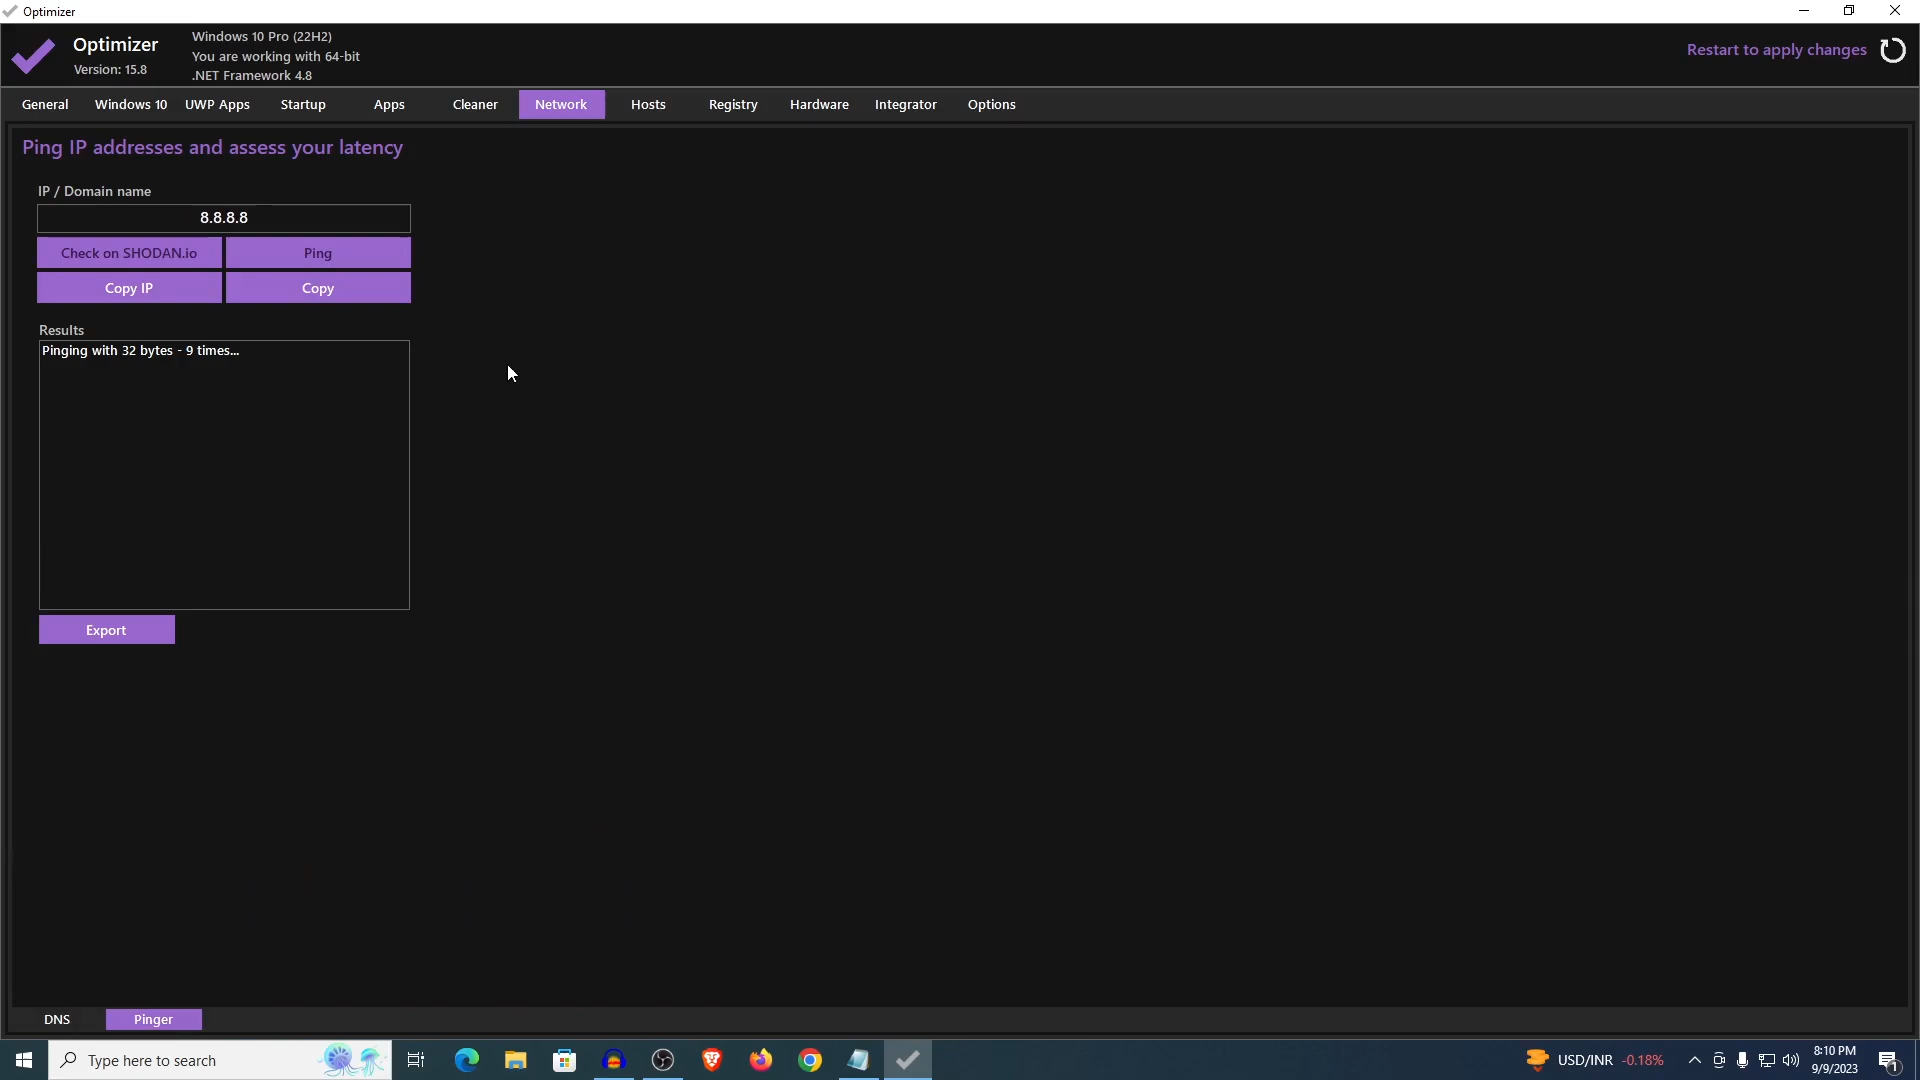 Optimizer
Optimizer
Version: 15.8
Windows 10 Pro (22H2)
You are working with 64-bit
.NET Framework 4.8
Restart to apply changes
General Windows 10 UWP Apps Startup Apps Cleaner Network Hosts Registry Hardware Integrator Options
Ping IP addresses and assess your latency
IP / Domain name
8.8.8.8
Check on SHODAN.io Ping
Copy IP Copy
Results
Pinging with 32 bytes - 9 times...
Export
DNS Pinger
Type here to search
USD/INR -0.18%
8:10 PM
9/9/2023
1